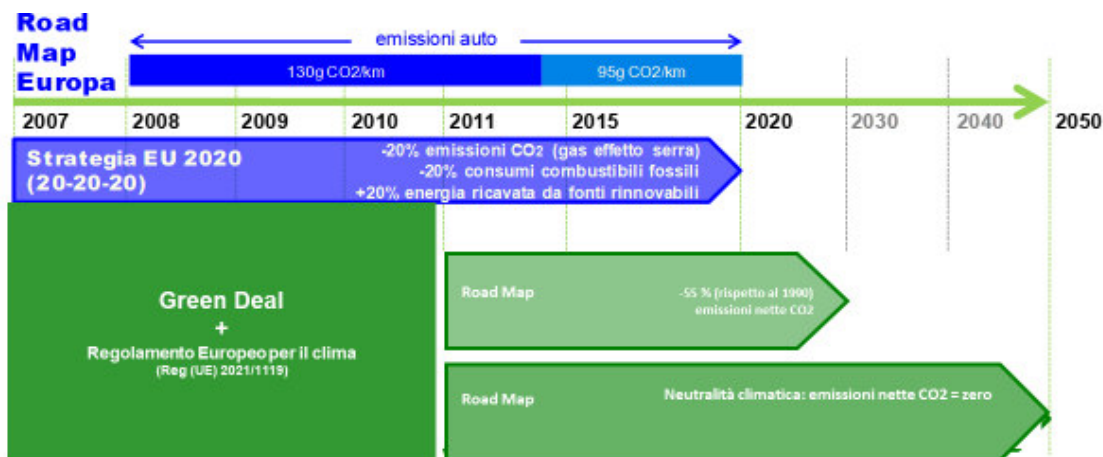 Road
Map
Europa
emissioni auto
130g CO2/km
95g CO2/km
2007
2008
2009
2010
2011
2015
2020
2030
2040
2050
Strategia EU 2020
(20-20-20)
-20% emissioni CO2 (gas effetto serra)
-20% consumi combustibili fossili
+20% energia ricavata da fonti rinnovabili
Green Deal
+
Regolamento Europeo per il clima
(Reg (UE) 2021/1119)
Road Map
-55 % (rispetto al 1990)
emissioni nette CO2
Road Map
Neutralità climatica: emissioni nette CO2 = zero